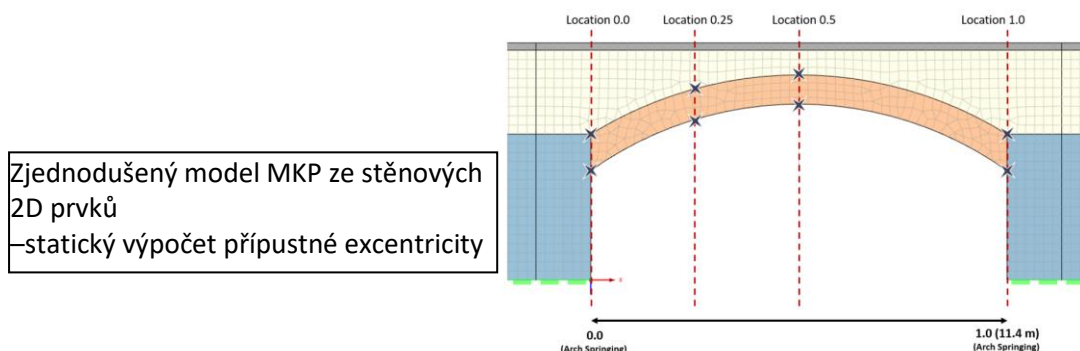 Location 0.0
Location 0.25
Location 0.5
Location 1.0
Zjednodušený model MKP ze stěnových
2D prvků
–statický výpočet přípustné excentricity
x
0.0
(Arch Springing)
1.0 (11.4 m)
(Arch Springing)